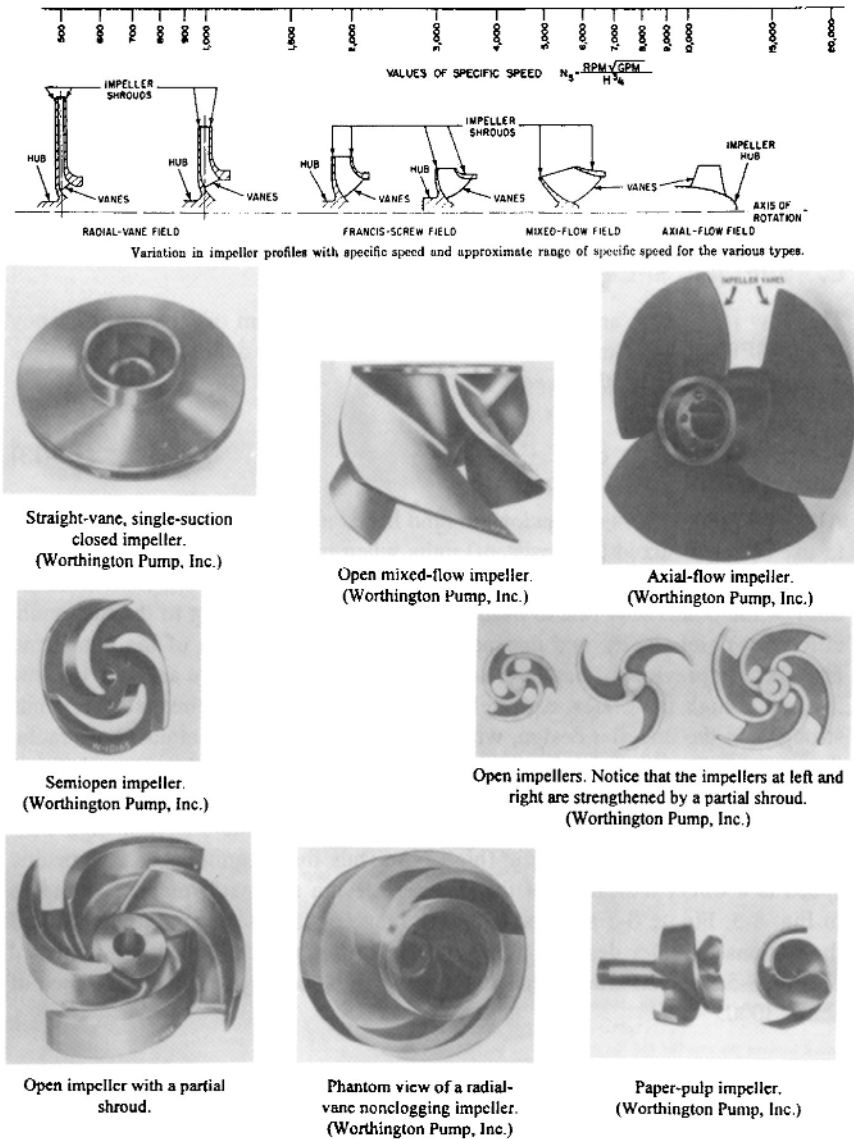 500 600 700 800 900 1,000 1,500 2,000 3,000 4,000 5,000 6,000 7,000 8,000 9,000 10,000 15,000 20,000
VALUES OF SPECIFIC SPEED Ns=RPM√GPM/H¾
IMPELLER
SHROUDS
IMPELLER
SHROUDS
IMPELLER
HUB
HUB
HUB
HUB
HUB
VANES
VANES
VANES
VANES
VANES
AXIS OF
ROTATION
RADIAL-VANE FIELD FRANCIS-SCREW FIELD MIXED-FLOW FIELD AXIAL-FLOW FIELD
Variation in impeller profiles with specific speed and approximate range of specific speed for the various types.
IMPELLER VANES
Straight-vane, single-suction
closed impeller.
(Worthington Pump, Inc.)
Open mixed-flow impeller.
(Worthington Pump, Inc.)
Axial-flow impeller.
(Worthington Pump, Inc.)
W-10165
Semiopen impeller.
(Worthington Pump, Inc.)
Open impellers. Notice that the impellers at left and
right are strengthened by a partial shroud.
(Worthington Pump, Inc.)
Open impeller with a partial
shroud.
Phantom view of a radial-
vane nonclogging impeller.
(Worthington Pump, Inc.)
Paper-pulp impeller.
(Worthington Pump, Inc.)